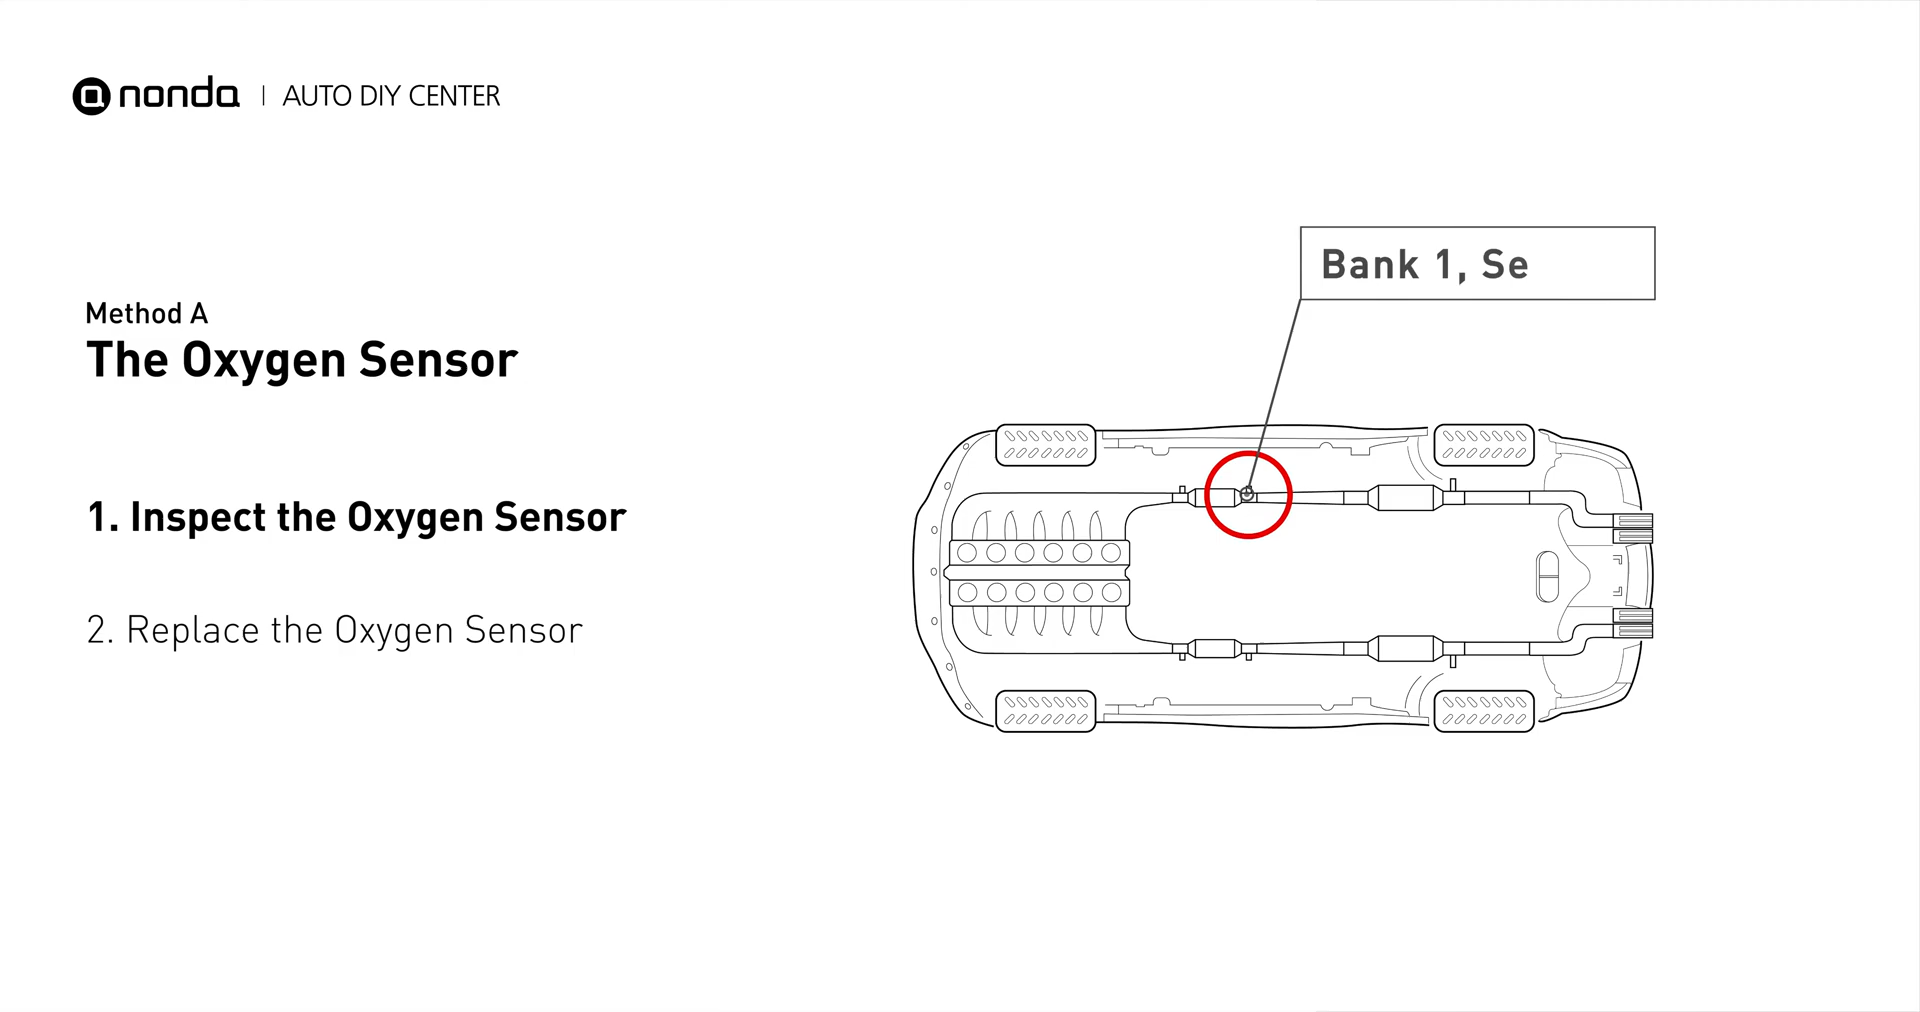 nonda | AUTO DIY CENTER
Bank 1, Se
Method A
The Oxygen Sensor
1. Inspect the Oxygen Sensor
2. Replace the Oxygen Sensor